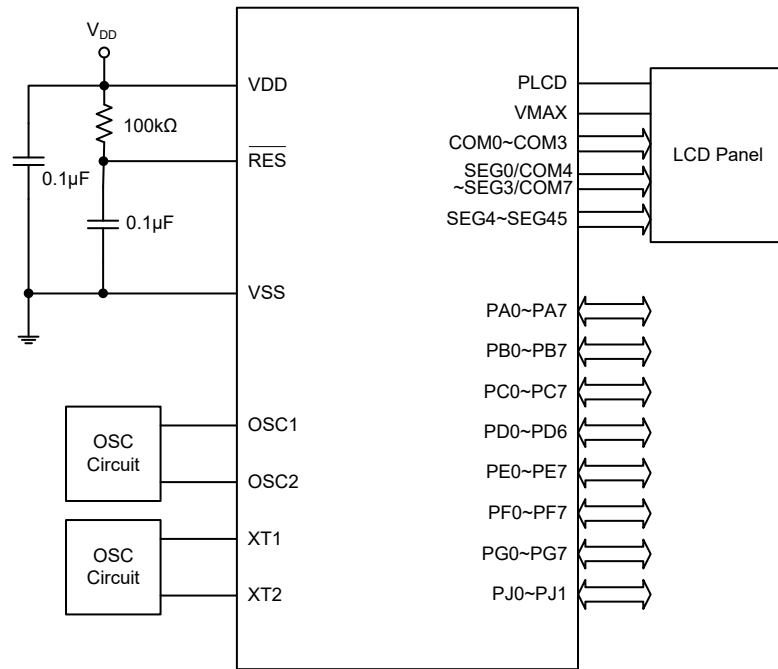 VDD
VDD
100kΩ
RES
0.1µF
0.1µF
VSS
OSC Circuit
OSC1
OSC2
OSC Circuit
XT1
XT2
PLCD
VMAX
COM0~COM3
SEG0/COM4
~SEG3/COM7
SEG4~SEG45
LCD Panel
PA0~PA7
PB0~PB7
PC0~PC7
PD0~PD6
PE0~PE7
PF0~PF7
PG0~PG7
PJ0~PJ1